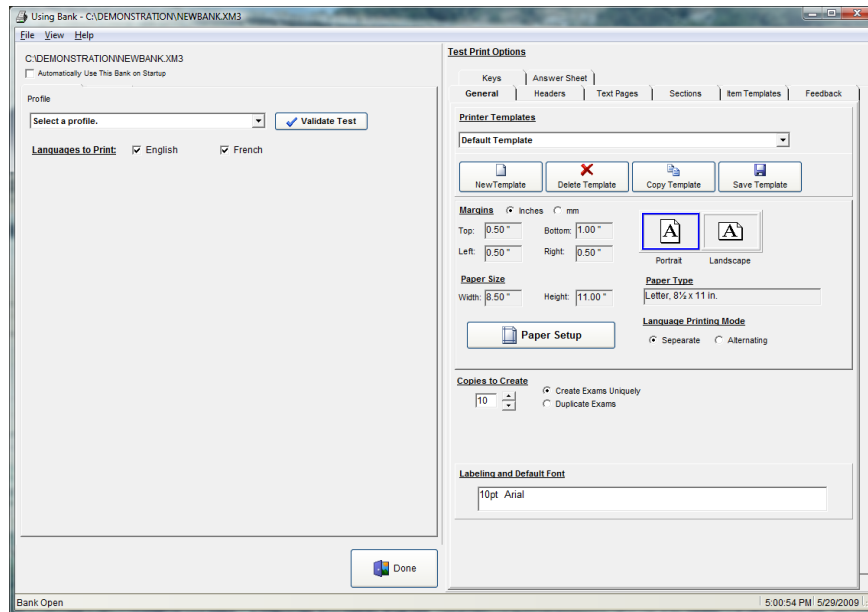 Using Bank - C:\DEMONSTRATION\NEWBANK.XM3
File View Help
C:\DEMONSTRATION\NEWBANK.XM3
Automatically Use This Bank on Startup
Profile
Select a profile.
Validate Test
Languages to Print:
English
French
Done
Test Print Options
Keys
Answer Sheet
General
Headers
Text Pages
Sections
Item Templates
Feedback
Printer Templates
Default Template
New Template
Delete Template
Copy Template
Save Template
Margins
Inches
mm
Top: 0.50 "
Bottom: 1.00 "
Left: 0.50 "
Right: 0.50 "
A
Portrait
A
Landscape
Paper Size
Width: 8.50 "
Height: 11.00 "
Paper Type
Letter, 8½ x 11 in.
Paper Setup
Language Printing Mode
Sepearate
Alternating
Copies to Create
10
Create Exams Uniquely
Duplicate Exams
Labeling and Default Font
10pt Arial
Bank Open
5:00:54 PM
5/29/2009